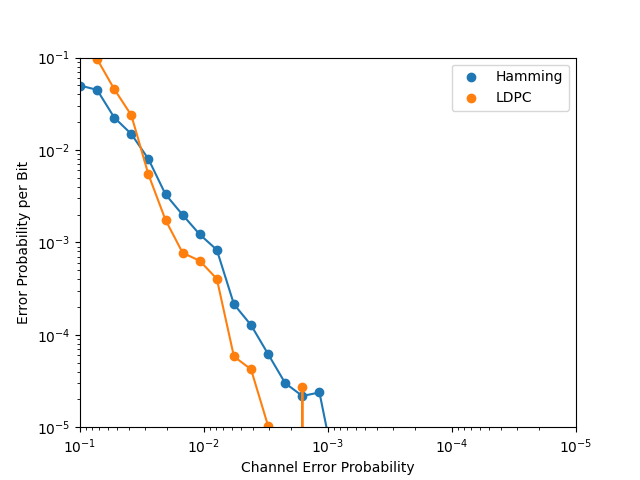 Hamming
LDPC
Error Probability per Bit
10⁻¹
10⁻²
10⁻³
10⁻⁴
10⁻⁵
10⁻¹ 10⁻² 10⁻³ 10⁻⁴ 10⁻⁵
Channel Error Probability